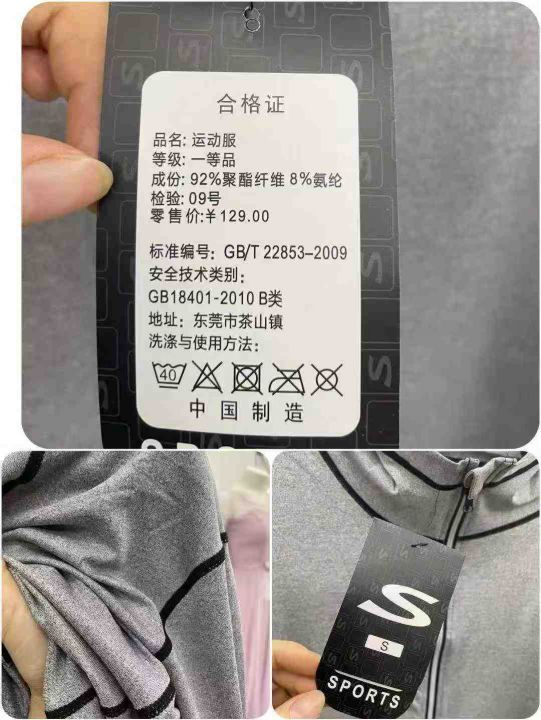 合格证
品名: 运动服
等级: 一等品
成份: 92%聚酯纤维 8%氨纶
检验: 09号
零售价:¥ 129.00
标准编号: GB/T 22853–2009
安全技术类别:
GB18401-2010 B类
地址: 东莞市茶山镇
洗涤与使用方法:
40
中国制造
S
S
SPORTS